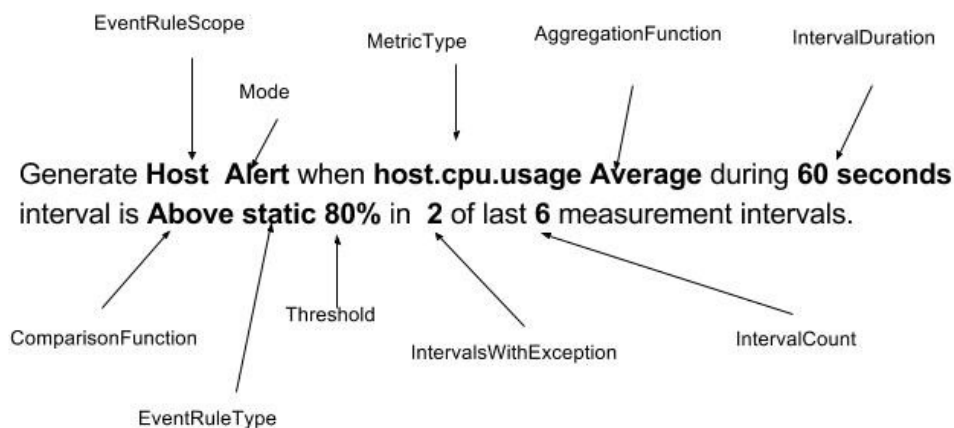 EventRuleScope
MetricType
AggregationFunction
IntervalDuration
Mode
Generate Host Alert when host.cpu.usage Average during 60 seconds
interval is Above static 80% in 2 of last 6 measurement intervals.
Threshold
ComparisonFunction
IntervalsWithException
IntervalCount
EventRuleType